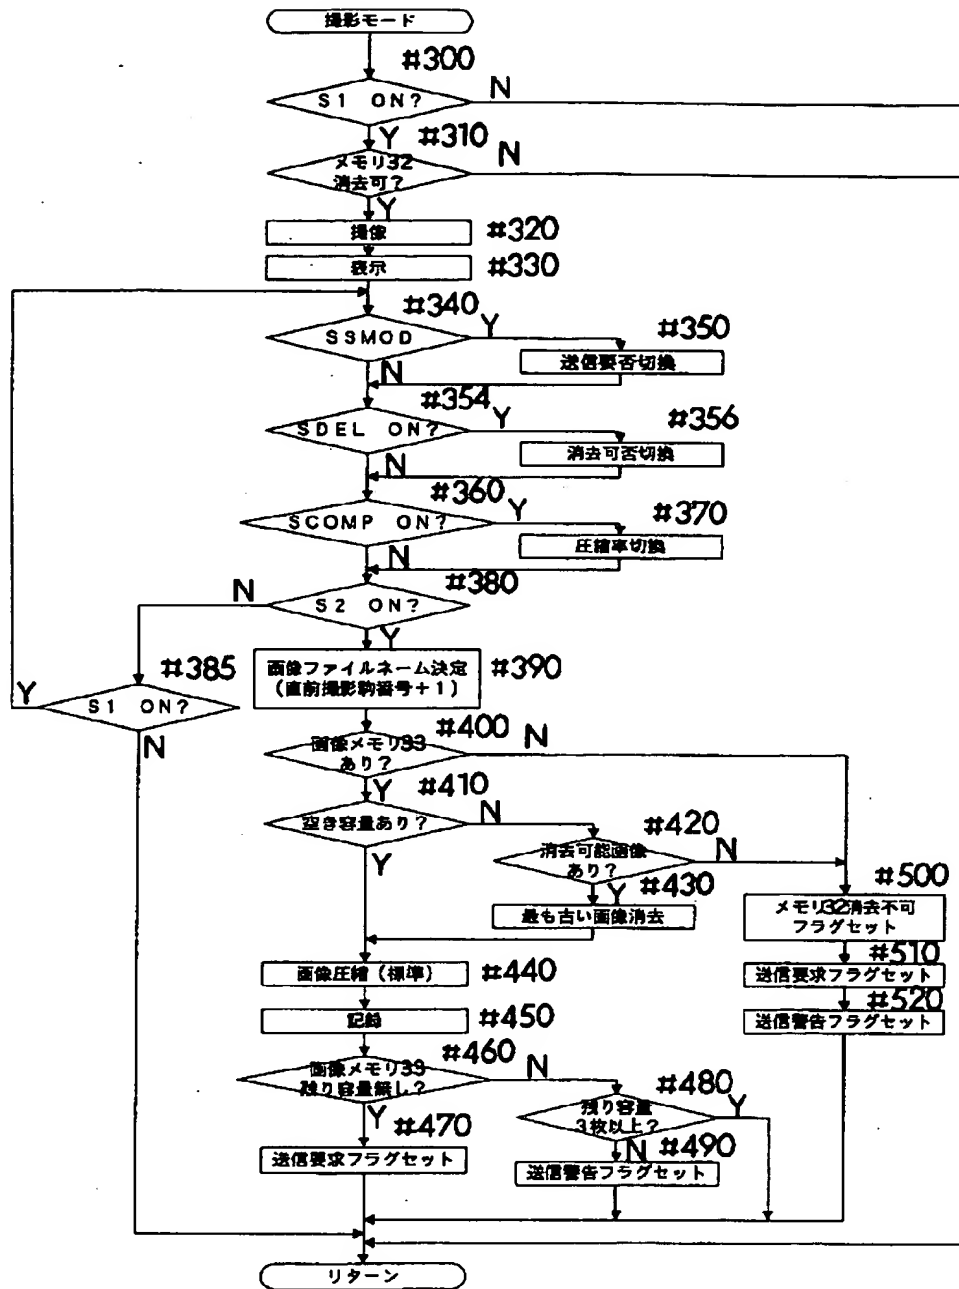 撮影モード
#300
S1 ON?
N
Y
#310
メモリ32
消去可?
N
Y
撮像
#320
表示
#330
#340
SSMOD
Y
#350
送信要否切換
N
#354
SDEL ON?
Y
#356
消去可否切換
N
#360
SCOMP ON?
Y
#370
圧縮率切換
N
#380
S2 ON?
N
Y
#385
S1 ON?
Y
N
画像ファイルネーム決定
(直前撮影駒番号+1)
#390
#400
画像メモリ33
あり?
N
Y
#410
空き容量あり?
N
Y
#420
消去可能画像
あり?
N
Y
#430
最も古い画像消去
#500
メモリ32消去不可
フラグセット
#510
送信要求フラグセット
#520
送信警告フラグセット
画像圧縮(標準)
#440
記録
#450
#460
画像メモリ33
残り容量無し?
N
Y
#470
送信要求フラグセット
#480
残り容量
3枚以上?
Y
N
#490
送信警告フラグセット
リターン